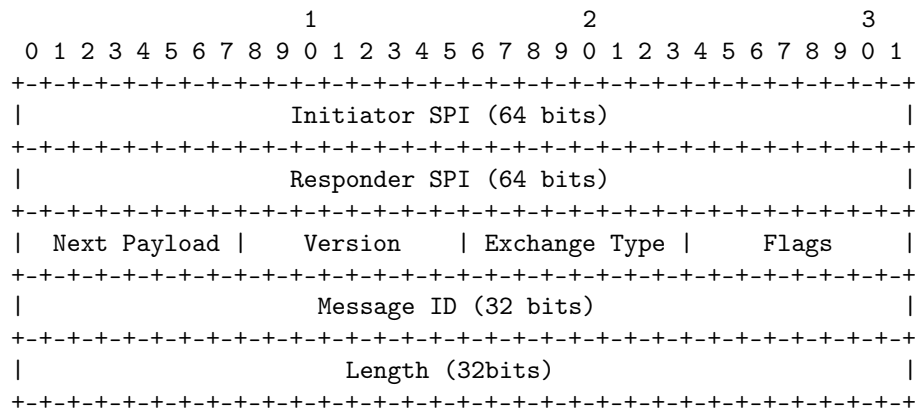 1                   2                   3
 0 1 2 3 4 5 6 7 8 9 0 1 2 3 4 5 6 7 8 9 0 1 2 3 4 5 6 7 8 9 0 1
+-+-+-+-+-+-+-+-+-+-+-+-+-+-+-+-+-+-+-+-+-+-+-+-+-+-+-+-+-+-+-+-+
|                   Initiator SPI (64 bits)                     |
+-+-+-+-+-+-+-+-+-+-+-+-+-+-+-+-+-+-+-+-+-+-+-+-+-+-+-+-+-+-+-+-+
|                   Responder SPI (64 bits)                     |
+-+-+-+-+-+-+-+-+-+-+-+-+-+-+-+-+-+-+-+-+-+-+-+-+-+-+-+-+-+-+-+-+
|  Next Payload |    Version    | Exchange Type |     Flags     |
+-+-+-+-+-+-+-+-+-+-+-+-+-+-+-+-+-+-+-+-+-+-+-+-+-+-+-+-+-+-+-+-+
|                     Message ID (32 bits)                      |
+-+-+-+-+-+-+-+-+-+-+-+-+-+-+-+-+-+-+-+-+-+-+-+-+-+-+-+-+-+-+-+-+
|                       Length (32bits)                         |
+-+-+-+-+-+-+-+-+-+-+-+-+-+-+-+-+-+-+-+-+-+-+-+-+-+-+-+-+-+-+-+-+